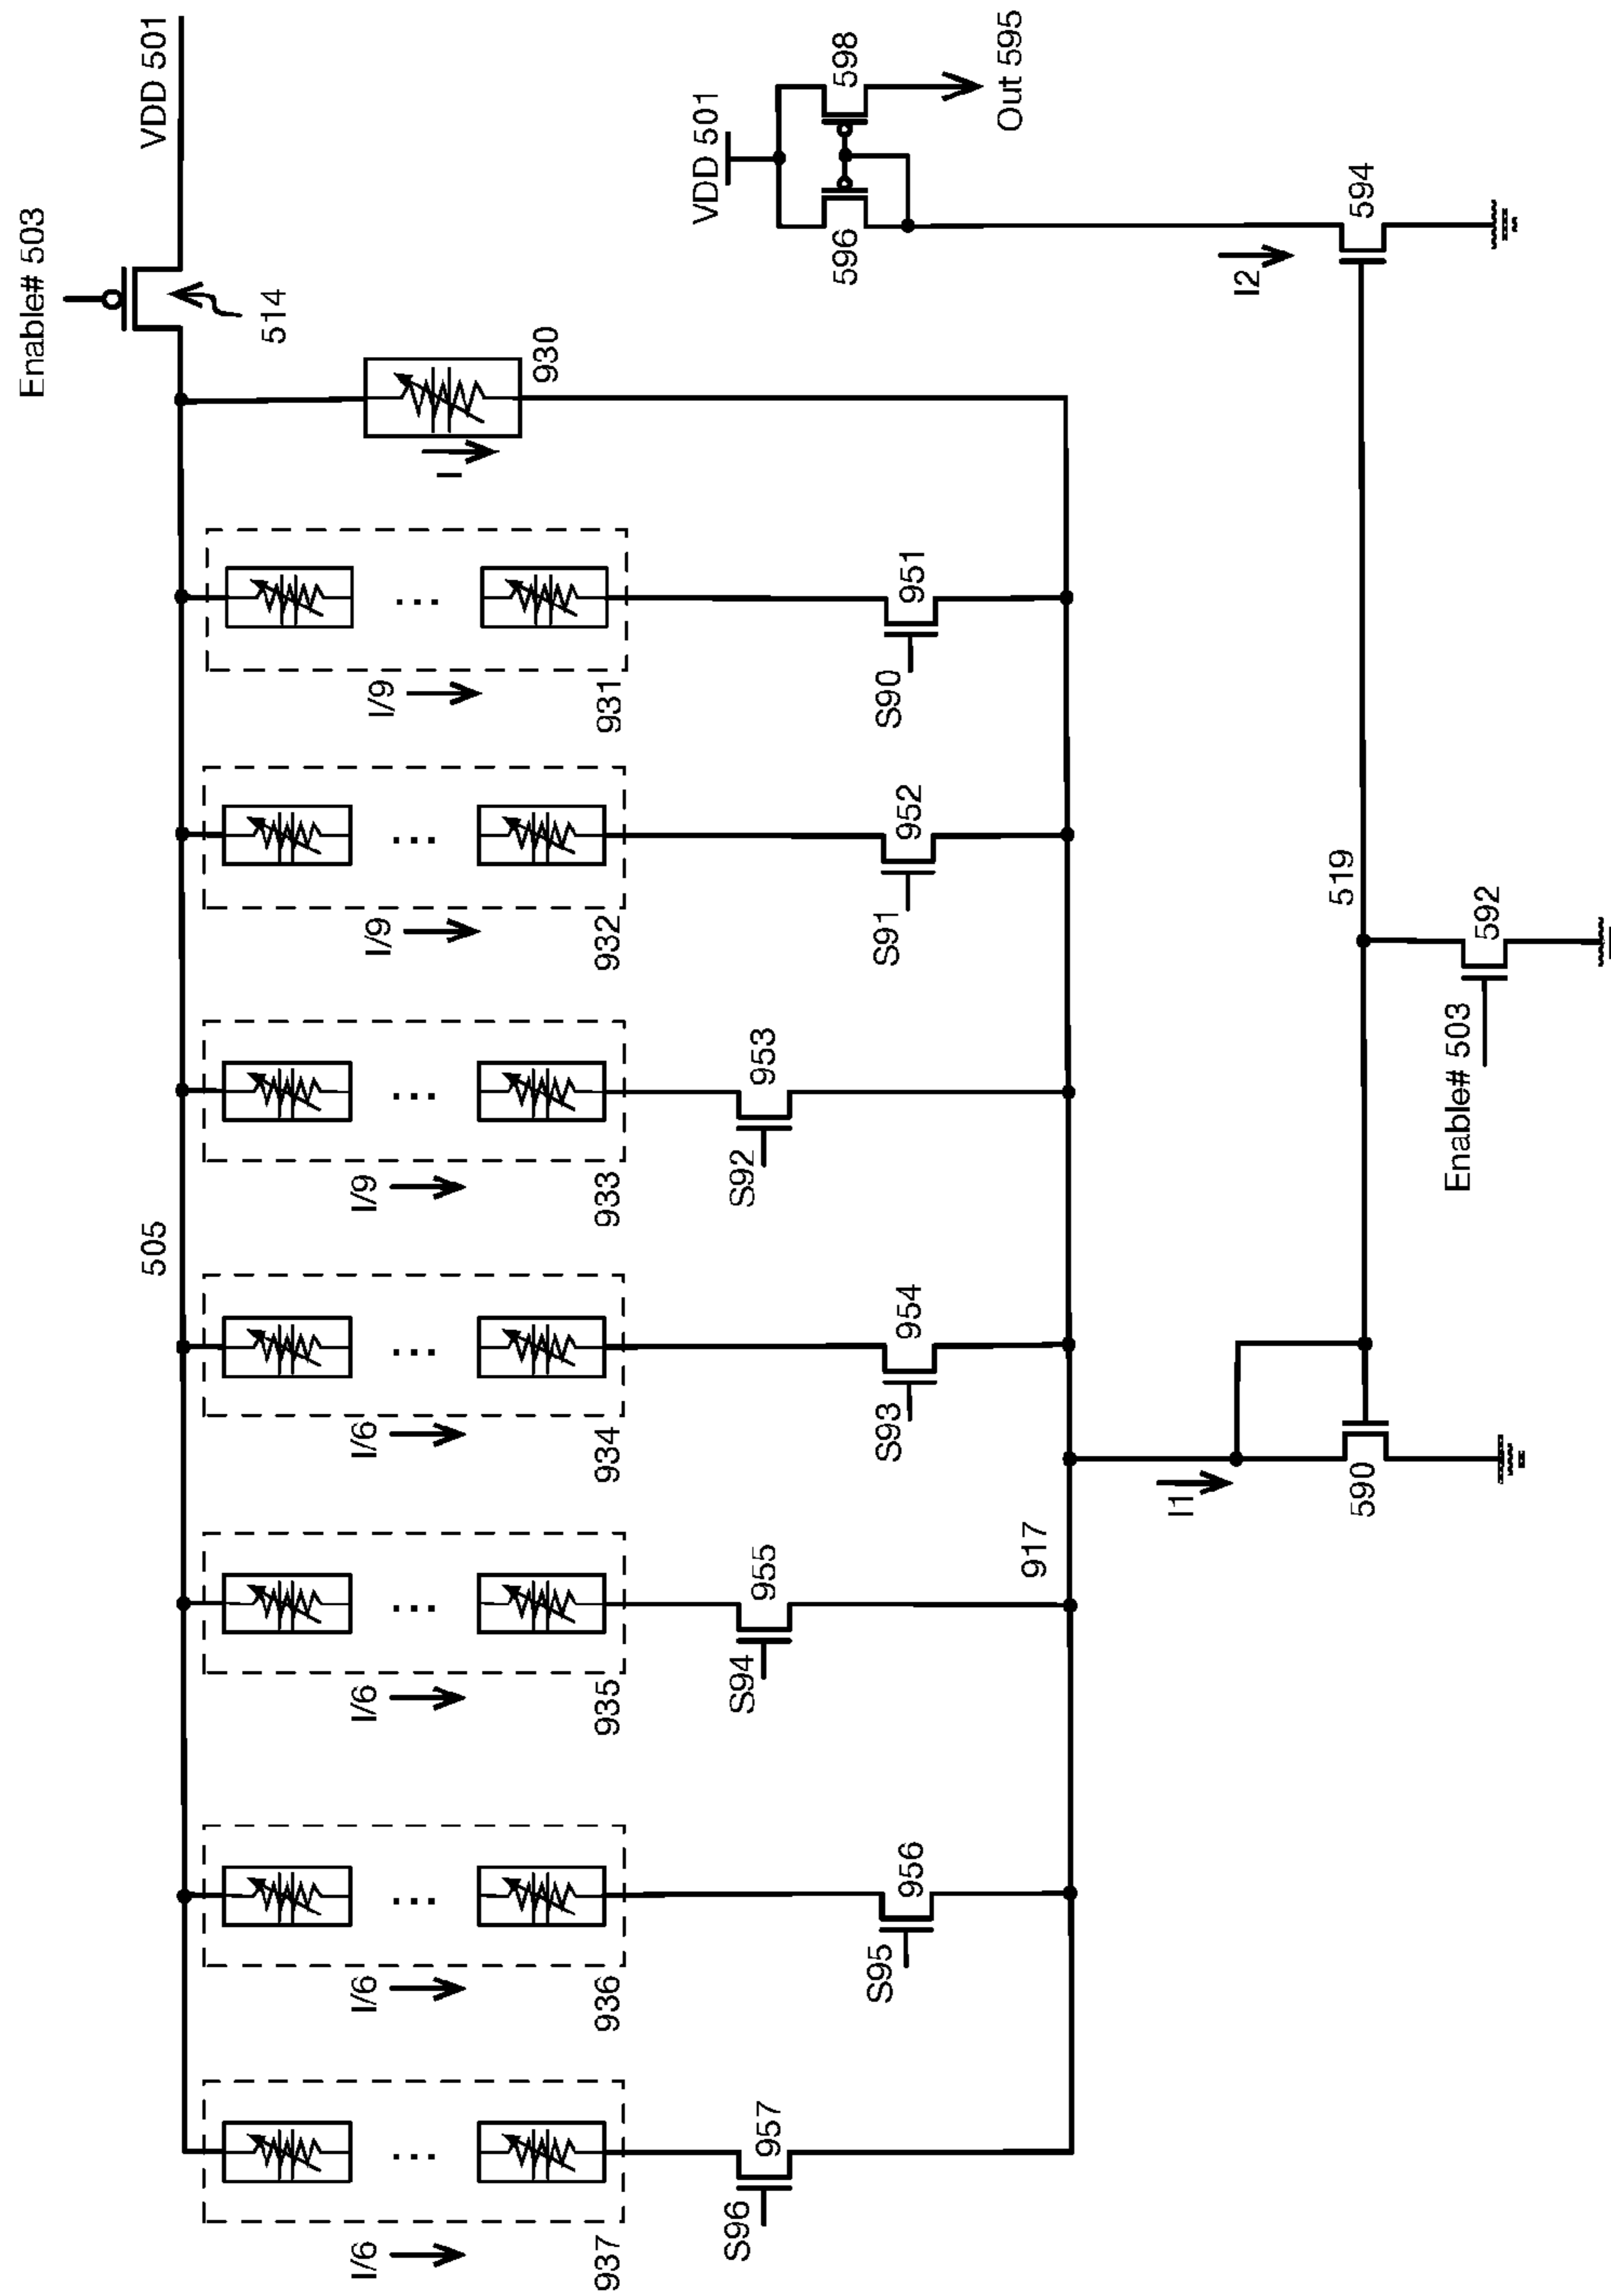 Enable# 503
VDD 501
514
505
930
I
I/9
931
I/9
932
I/9
933
I/6
934
I/6
935
I/6
936
I/6
937
S90
951
S91
952
S92
953
S93
954
S94
955
S95
956
S96
957
917
VDD 501
596
598
Out 595
I1
590
519
Enable# 503
592
I2
594